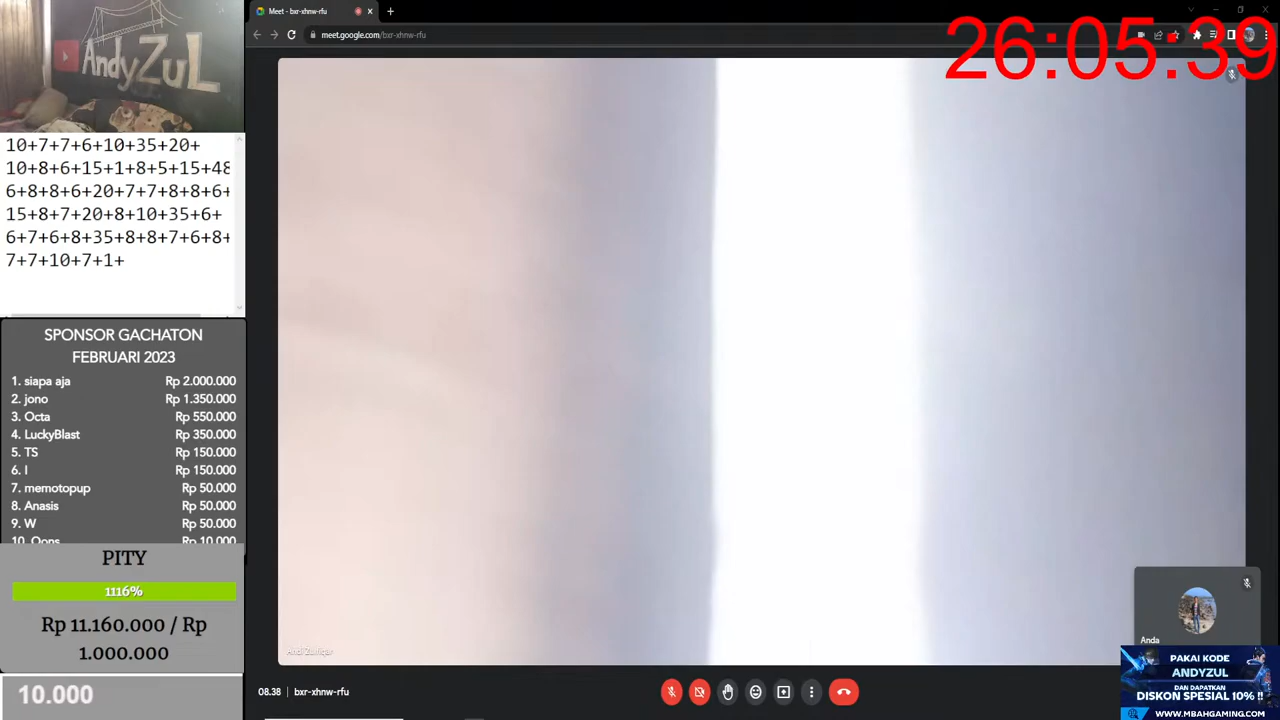 Meet - bxr-xhnw-rfu
meet.google.com/bxr-xhnw-rfu
26:05:39
AndyZuL
10+7+7+6+10+35+20+
10+8+6+15+1+8+5+15+48
6+8+8+6+20+7+7+8+8+6+
15+8+7+20+8+10+35+6+
6+7+6+8+35+8+8+7+6+8+
7+7+10+7+1+
SPONSOR GACHATON
FEBRUARI 2023
1. siapa aja Rp 2.000.000
2. jono Rp 1.350.000
3. Octa Rp 550.000
4. LuckyBlast Rp 350.000
5. TS Rp 150.000
6. I Rp 150.000
7. memotopup Rp 50.000
8. Anasis Rp 50.000
9. W Rp 50.000
10. Oops Rp 10.000
PITY
1116%
Rp 11.160.000 / Rp
1.000.000
10.000
Andi Zulfiqar
08.38 | bxr-xhnw-rfu
Anda
PAKAI KODE
ANDYZUL
DAN DAPATKAN
DISKON SPESIAL 10% !!
WWW.MBAHGAMING.COM